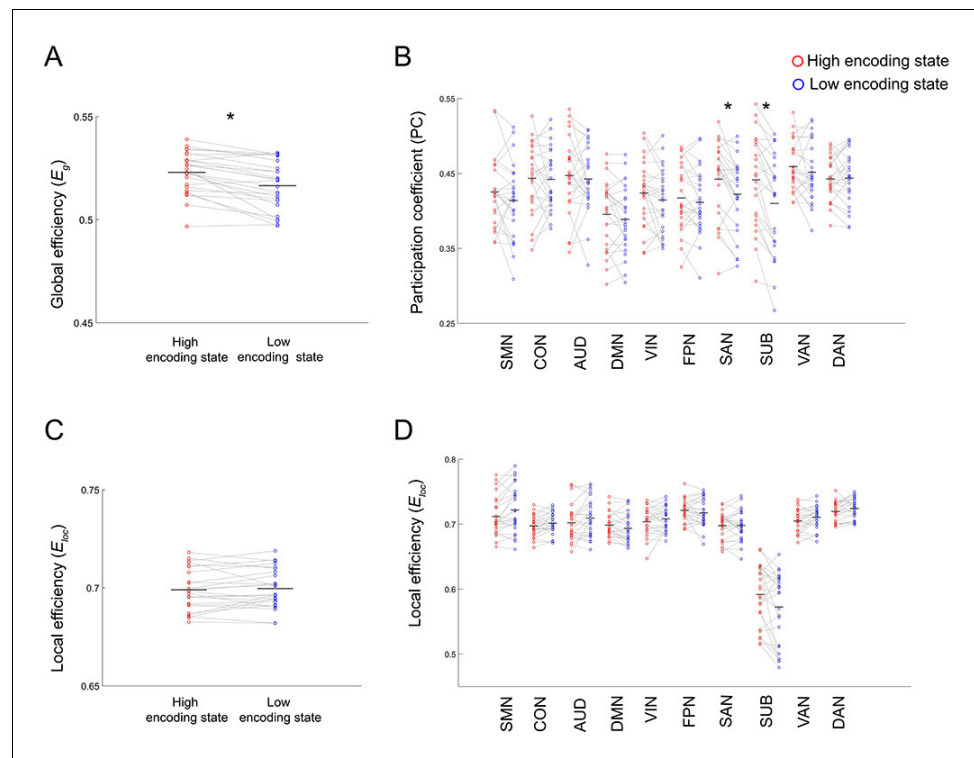 A
Global efficiency (Eg)
0.55
0.5
0.45
*
High
encoding state
Low
encoding state
B
High encoding state
Low encoding state
Participation coefficient (PC)
0.55
0.45
0.35
0.25
* *
SMN CON AUD DMN VIN FPN SAN SUB VAN DAN
C
Local efficiency (Eloc)
0.75
0.7
0.65
High
encoding state
Low
encoding state
D
Local efficiency (Eloc)
0.8
0.7
0.6
0.5
SMN CON AUD DMN VIN FPN SAN SUB VAN DAN